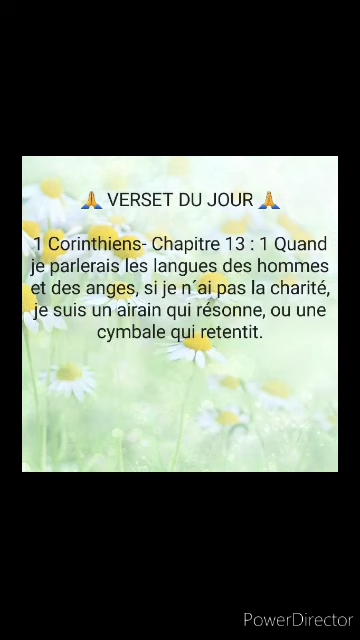 🙏 VERSET DU JOUR 🙏
1 Corinthiens- Chapitre 13 : 1 Quand
je parlerais les langues des hommes
et des anges, si je n´ai pas la charité,
je suis un airain qui résonne, ou une
cymbale qui retentit.
PowerDirector